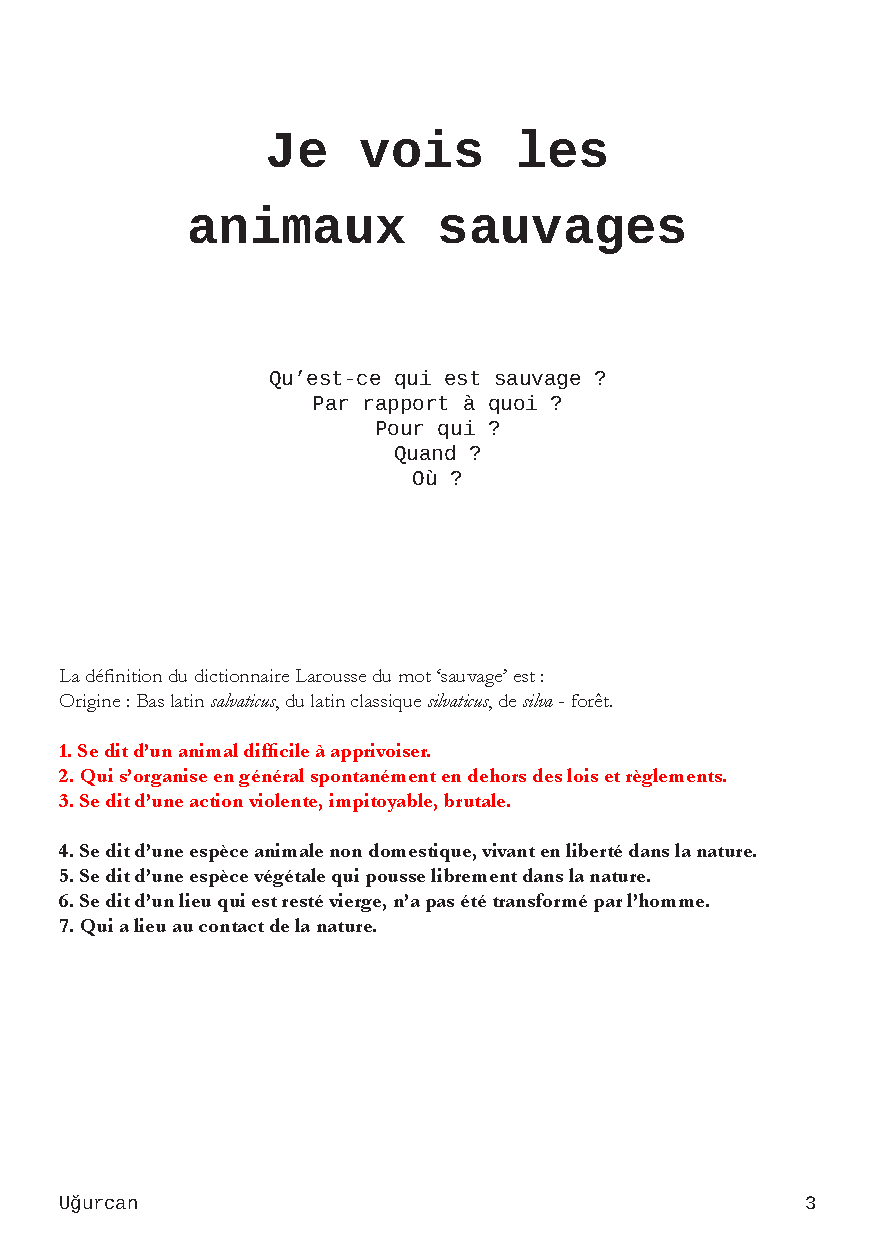 Je vois les
animaux sauvages
Qu’est-ce qui est sauvage ?
Par rapport à quoi ?
Pour qui ?
Quand ?
Où ?
La définition du dictionnaire Larousse du mot ‘sauvage’ est :
Origine : Bas latin salvaticus, du latin classique silvaticus, de silva - forêt.
1. Se dit d’un animal difficile à apprivoiser.
2. Qui s’organise en général spontanément en dehors des lois et règlements.
3. Se dit d’une action violente, impitoyable, brutale.
4. Se dit d’une espèce animale non domestique, vivant en liberté dans la nature.
5. Se dit d’une espèce végétale qui pousse librement dans la nature.
6. Se dit d’un lieu qui est resté vierge, n’a pas été transformé par l’homme.
7. Qui a lieu au contact de la nature.
Uğurcan 3